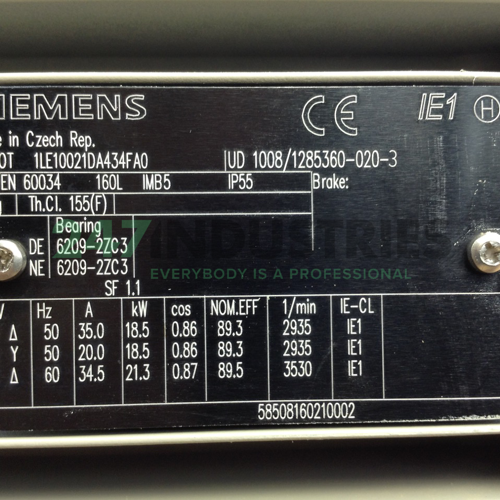 SIEMENS CE IE1 H
e in Czech Rep.
OT 1LE10021DA434FA0 UD 1008/1285360-020-3
EN 60034 160L IMB5 IP55 Brake:
g Th.Cl. 155(F)
Bearing
DE 6209-2ZC3
NE 6209-2ZC3
247 INDUSTRIES
EVERYBODY IS A PRIORITY
SF 1.1
V Hz A kW cos NOM.EFF 1/min IE-CL
Δ 50 35.0 18.5 0.86 89.3 2935 IE1
Y 50 20.0 18.5 0.86 89.3 2935 IE1
Δ 60 34.5 21.3 0.87 89.5 3530 IE1
58508160210002